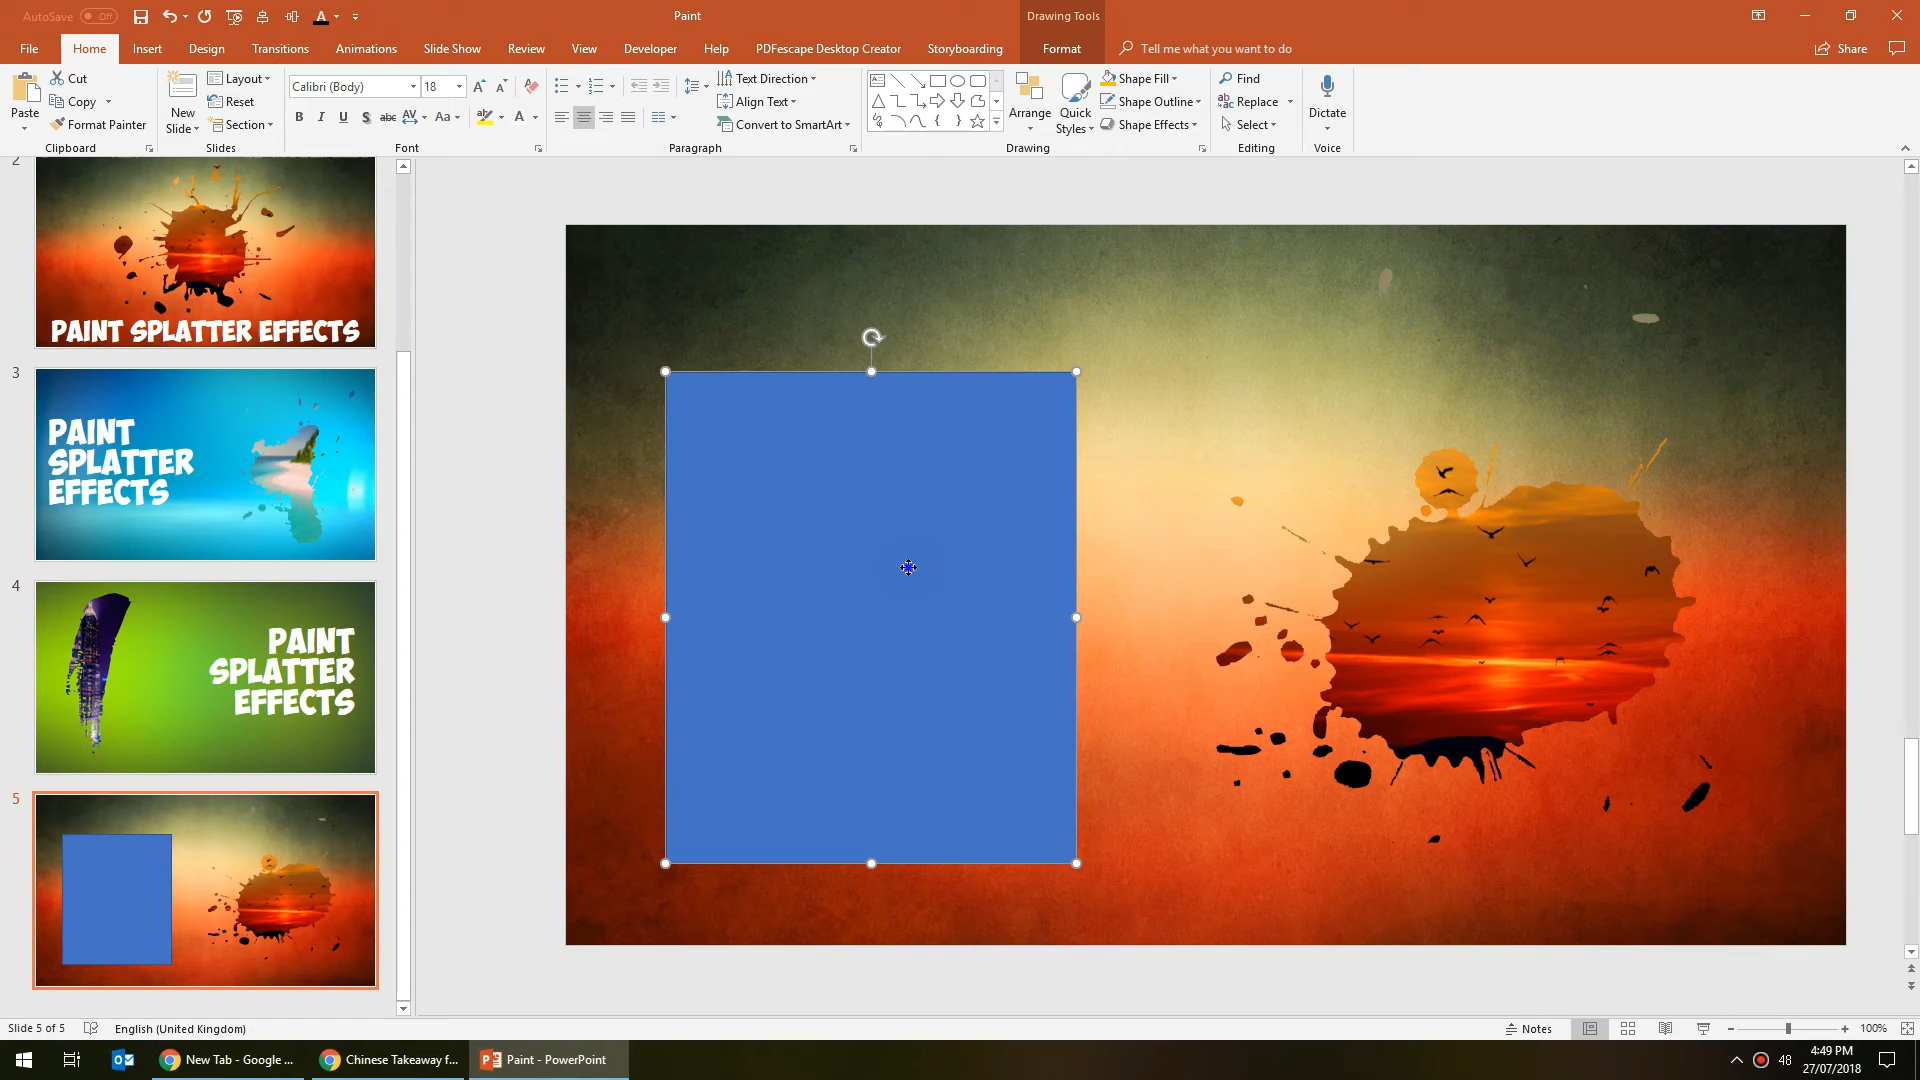 AutoSave Off Paint Drawing Tools
File Home Insert Design Transitions Animations Slide Show Review View Developer Help PDFescape Desktop Creator Storyboarding Format Tell me what you want to do Share
Paste Cut Copy Format Painter Clipboard
New Slide Layout Reset Section Slides
Calibri (Body) 18 A A B I U S abc AV Aa A Font
Text Direction Align Text Convert to SmartArt Paragraph
Arrange Quick Styles Shape Fill Shape Outline Shape Effects Drawing
Find Replace Select Editing
Dictate Voice
2
PAINT SPLATTER EFFECTS
3
PAINT
SPLATTER
EFFECTS
4
PAINT
SPLATTER
EFFECTS
5
Slide 5 of 5 English (United Kingdom) Notes 100%
New Tab - Google ... Chinese Takeaway f... Paint - PowerPoint 48 4:49 PM
27/07/2018